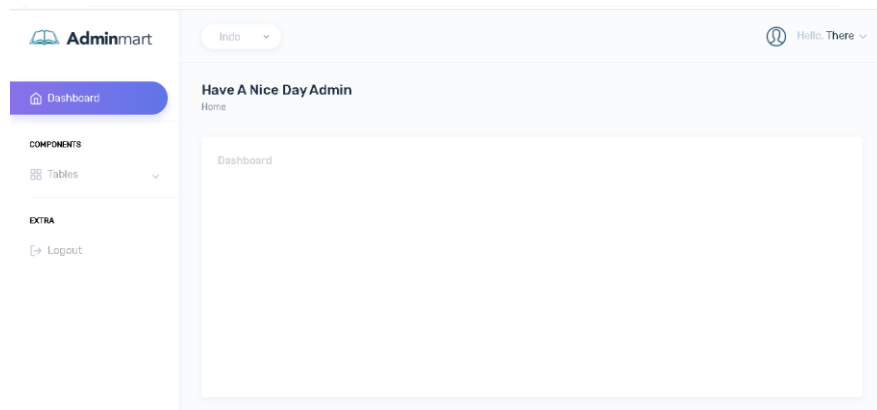 Adminmart
Indo
Hello, There
Dashboard
Have A Nice Day Admin
Home
COMPONENTS
Tables
Dashboard
EXTRA
Logout